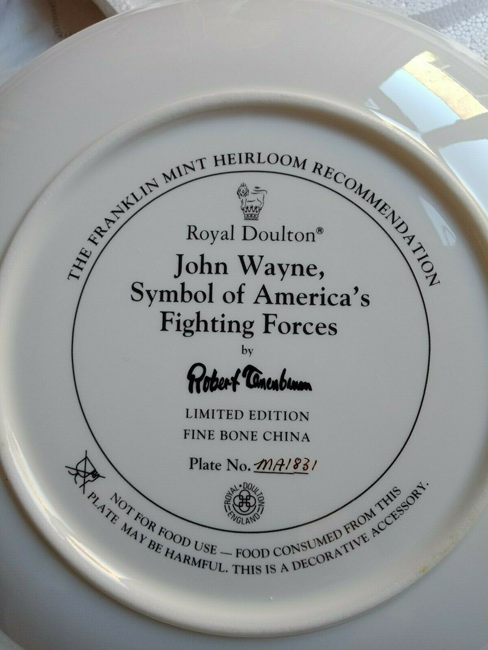 THE FRANKLIN MINT HEIRLOOM RECOMMENDATION
Royal Doulton®
John Wayne,
Symbol of America's
Fighting Forces
by
Robert Tanenbaum
LIMITED EDITION
FINE BONE CHINA
Plate No. MA1831
ROYAL DOULTON
ENGLAND
NOT FOR FOOD USE — FOOD CONSUMED FROM THIS
PLATE MAY BE HARMFUL. THIS IS A DECORATIVE ACCESSORY.